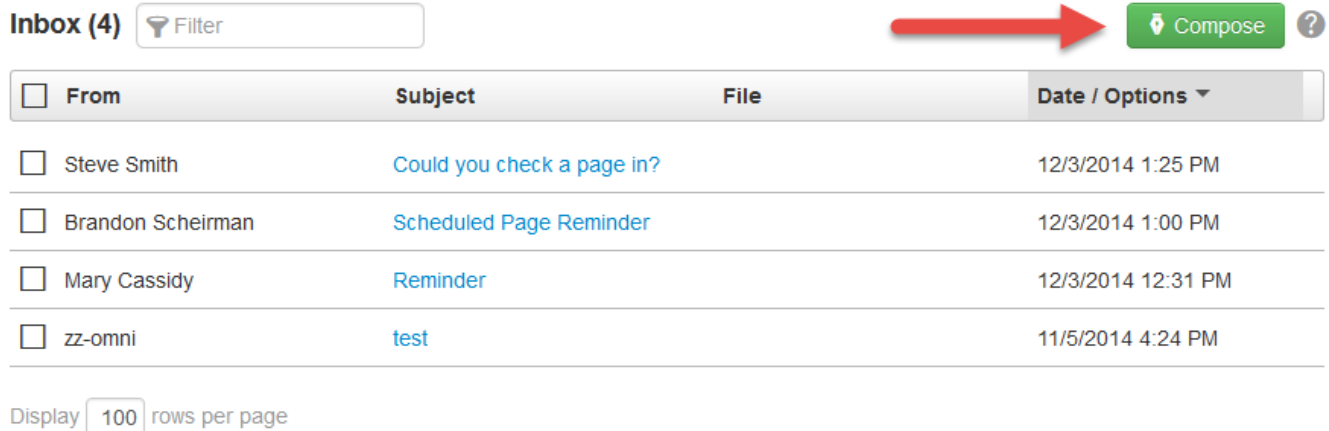 Inbox (4) Filter Compose ?
From Subject File Date / Options
Steve Smith Could you check a page in? 12/3/2014 1:25 PM
Brandon Scheirman Scheduled Page Reminder 12/3/2014 1:00 PM
Mary Cassidy Reminder 12/3/2014 12:31 PM
zz-omni test 11/5/2014 4:24 PM
Display 100 rows per page